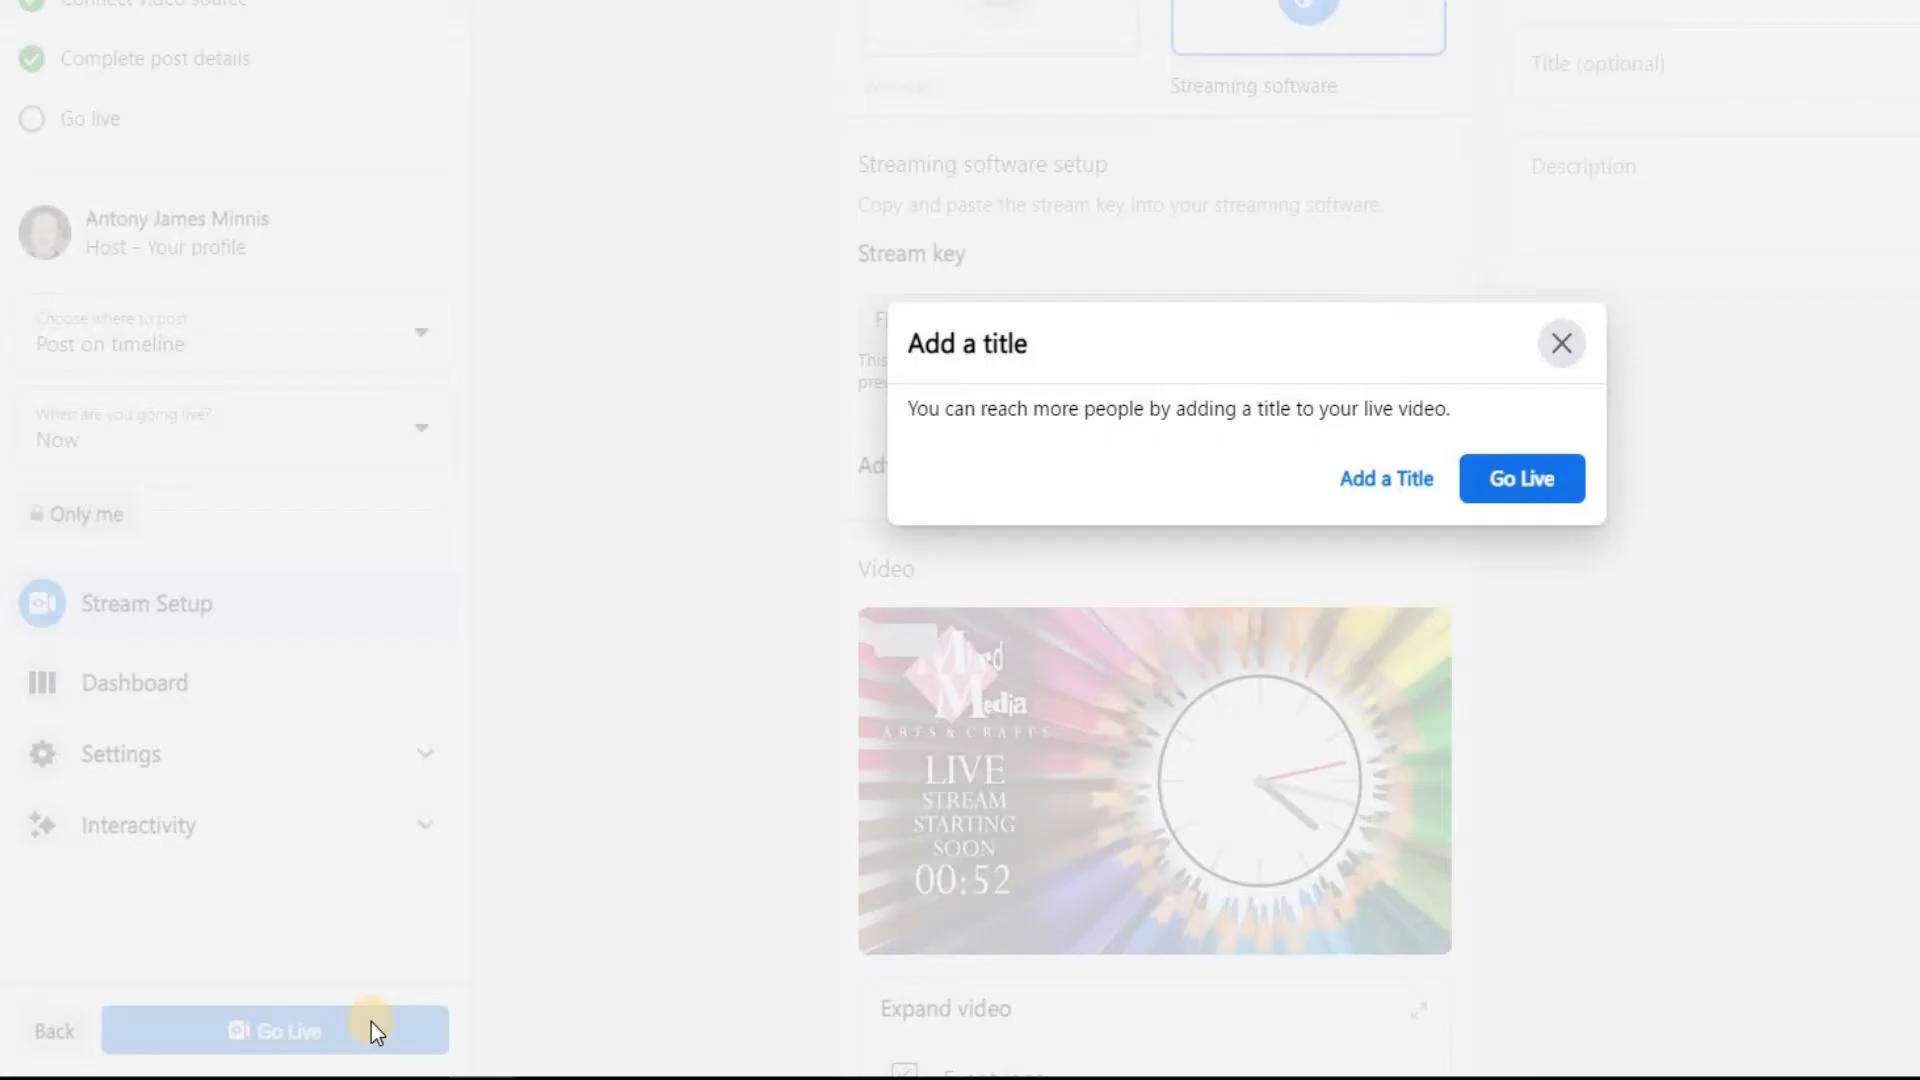 Connect video source
Complete post details
Go live
Antony James Minnis
Host – Your profile
Choose where to post
Post on timeline
When are you going live?
Now
Only me
Stream Setup
Dashboard
Settings
Interactivity
Back
Go Live
Streaming software
Streaming software setup
Copy and paste the stream key into your streaming software.
Stream key
This
Add a title
You can reach more people by adding a title to your live video.
Add a Title
Go Live
Video
Mixed
Media
ARTS & CRAFTS
LIVE
STREAM
STARTING
SOON
00:52
Expand video
Title (optional)
Description